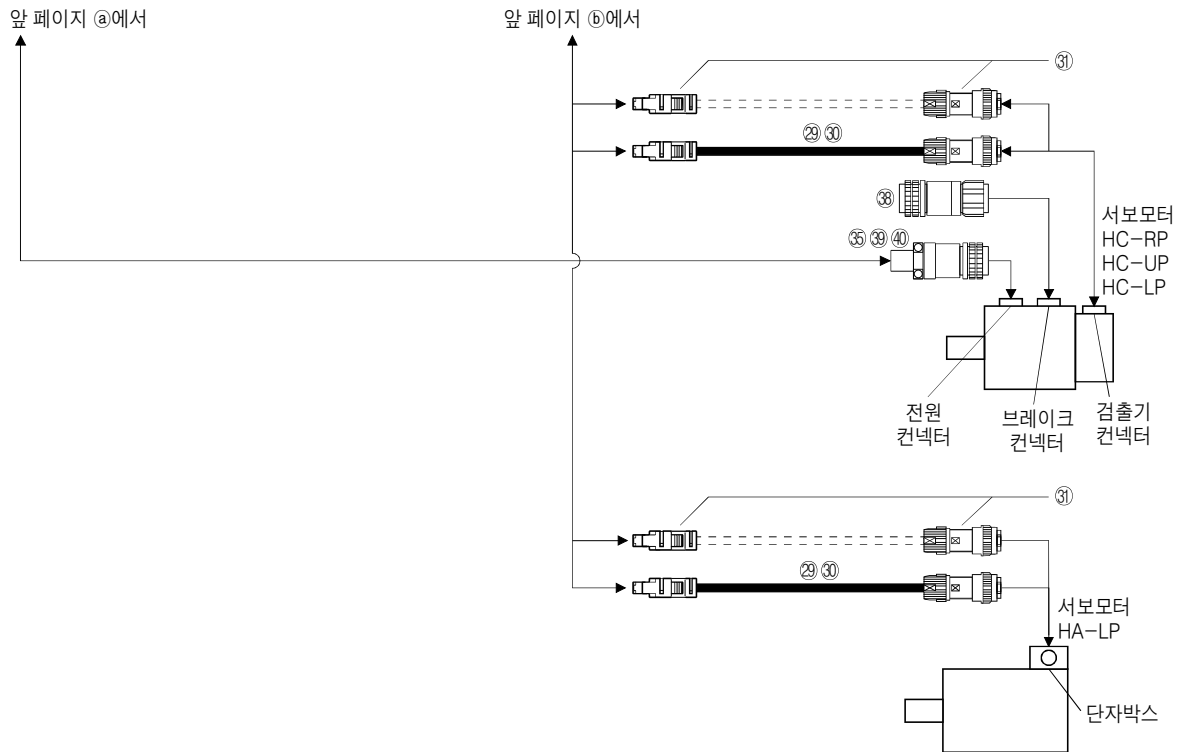 앞 페이지 ⓐ에서
앞 페이지 ⓑ에서
㉛
㉙ ㉚
㊳
㉟ ㊴ ㊵
서보모터
HC-RP
HC-UP
HC-LP
전원
컨넥터
브레이크
컨넥터
검출기
컨넥터
㉛
㉙ ㉚
서보모터
HA-LP
단자박스